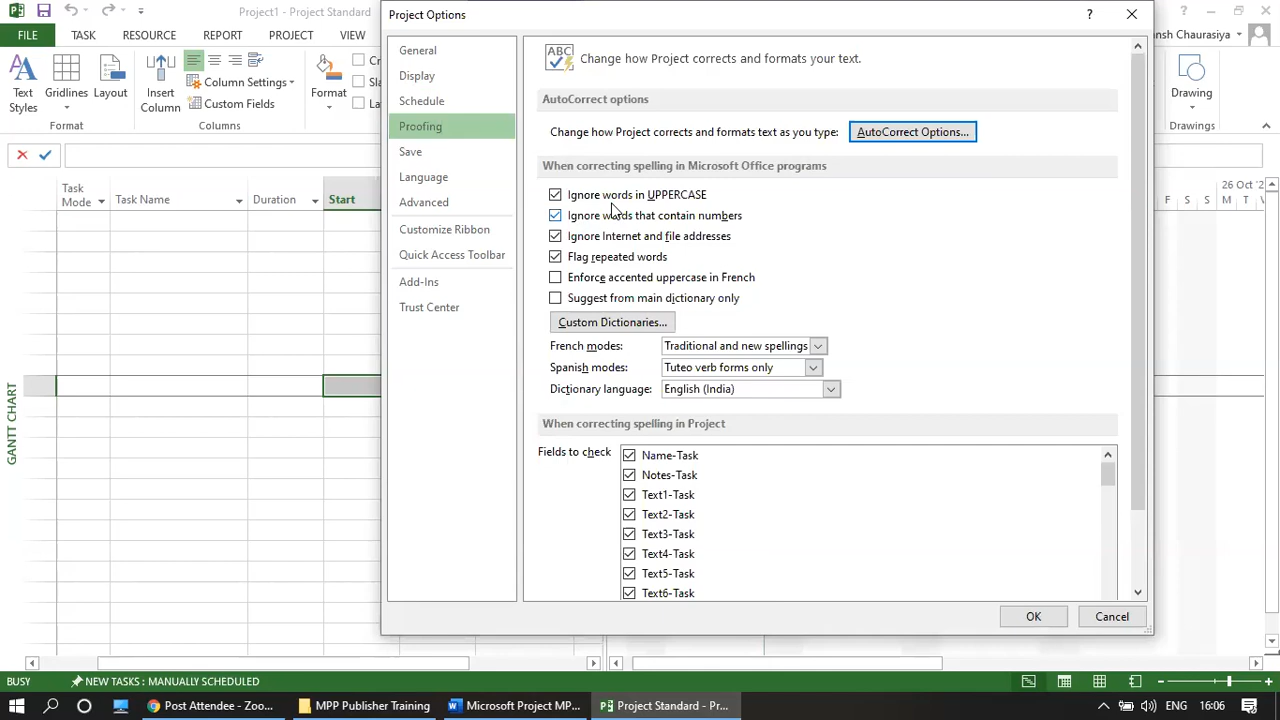 Project1 - Project Standard
Project Options
?
FILE
TASK
RESOURCE
PROJECT
VIEW
nsh Chaurasiya
Text Styles
Gridlines
Layout
Format
Insert Column
Column Settings
Custom Fields
Columns
Format
Cr
Sla
La
Drawing
Drawings
General
Display
Schedule
Proofing
Save
Language
Advanced
Customize Ribbon
Quick Access Toolbar
Add-Ins
Trust Center
ABC
Change how Project corrects and formats your text.
AutoCorrect options
Change how Project corrects and formats text as you type:
AutoCorrect Options...
When correcting spelling in Microsoft Office programs
Ignore words in UPPERCASE
Ignore words that contain numbers
Ignore Internet and file addresses
Flag repeated words
Enforce accented uppercase in French
Suggest from main dictionary only
Custom Dictionaries...
French modes:
Traditional and new spellings
Spanish modes:
Tuteo verb forms only
Dictionary language:
English (India)
When correcting spelling in Project
Fields to check
Name-Task
Notes-Task
Text1-Task
Text2-Task
Text3-Task
Text4-Task
Text5-Task
Text6-Task
OK
Cancel
Task Mode
Task Name
Duration
Start
26 Oct '2
F S S M T W
GANTT CHART
BUSY
NEW TASKS : MANUALLY SCHEDULED
Post Attendee - Zoo...
MPP Publisher Training
Microsoft Project MP...
Project Standard - Pr...
ENG
16:06